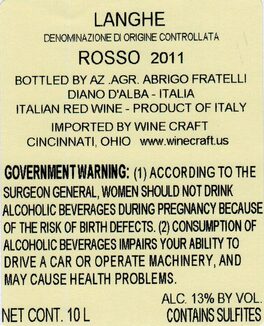 LANGHE
DENOMINAZIONE DI ORIGINE CONTROLLATA
ROSSO 2011
BOTTLED BY AZ .AGR. ABRIGO FRATELLI
DIANO D'ALBA - ITALIA
ITALIAN RED WINE - PRODUCT OF ITALY
IMPORTED BY WINE CRAFT
CINCINNATI, OHIO www.winecraft.us
GOVERNMENT WARNING: (1) ACCORDING TO THE
SURGEON GENERAL, WOMEN SHOULD NOT DRINK
ALCOHOLIC BEVERAGES DURING PREGNANCY BECAUSE
OF THE RISK OF BIRTH DEFECTS. (2) CONSUMPTION OF
ALCOHOLIC BEVERAGES IMPAIRS YOUR ABILITY TO
DRIVE A CAR OR OPERATE MACHINERY, AND
MAY CAUSE HEALTH PROBLEMS.
ALC. 13% BY VOL.
NET CONT. 10 L CONTAINS SULFITES